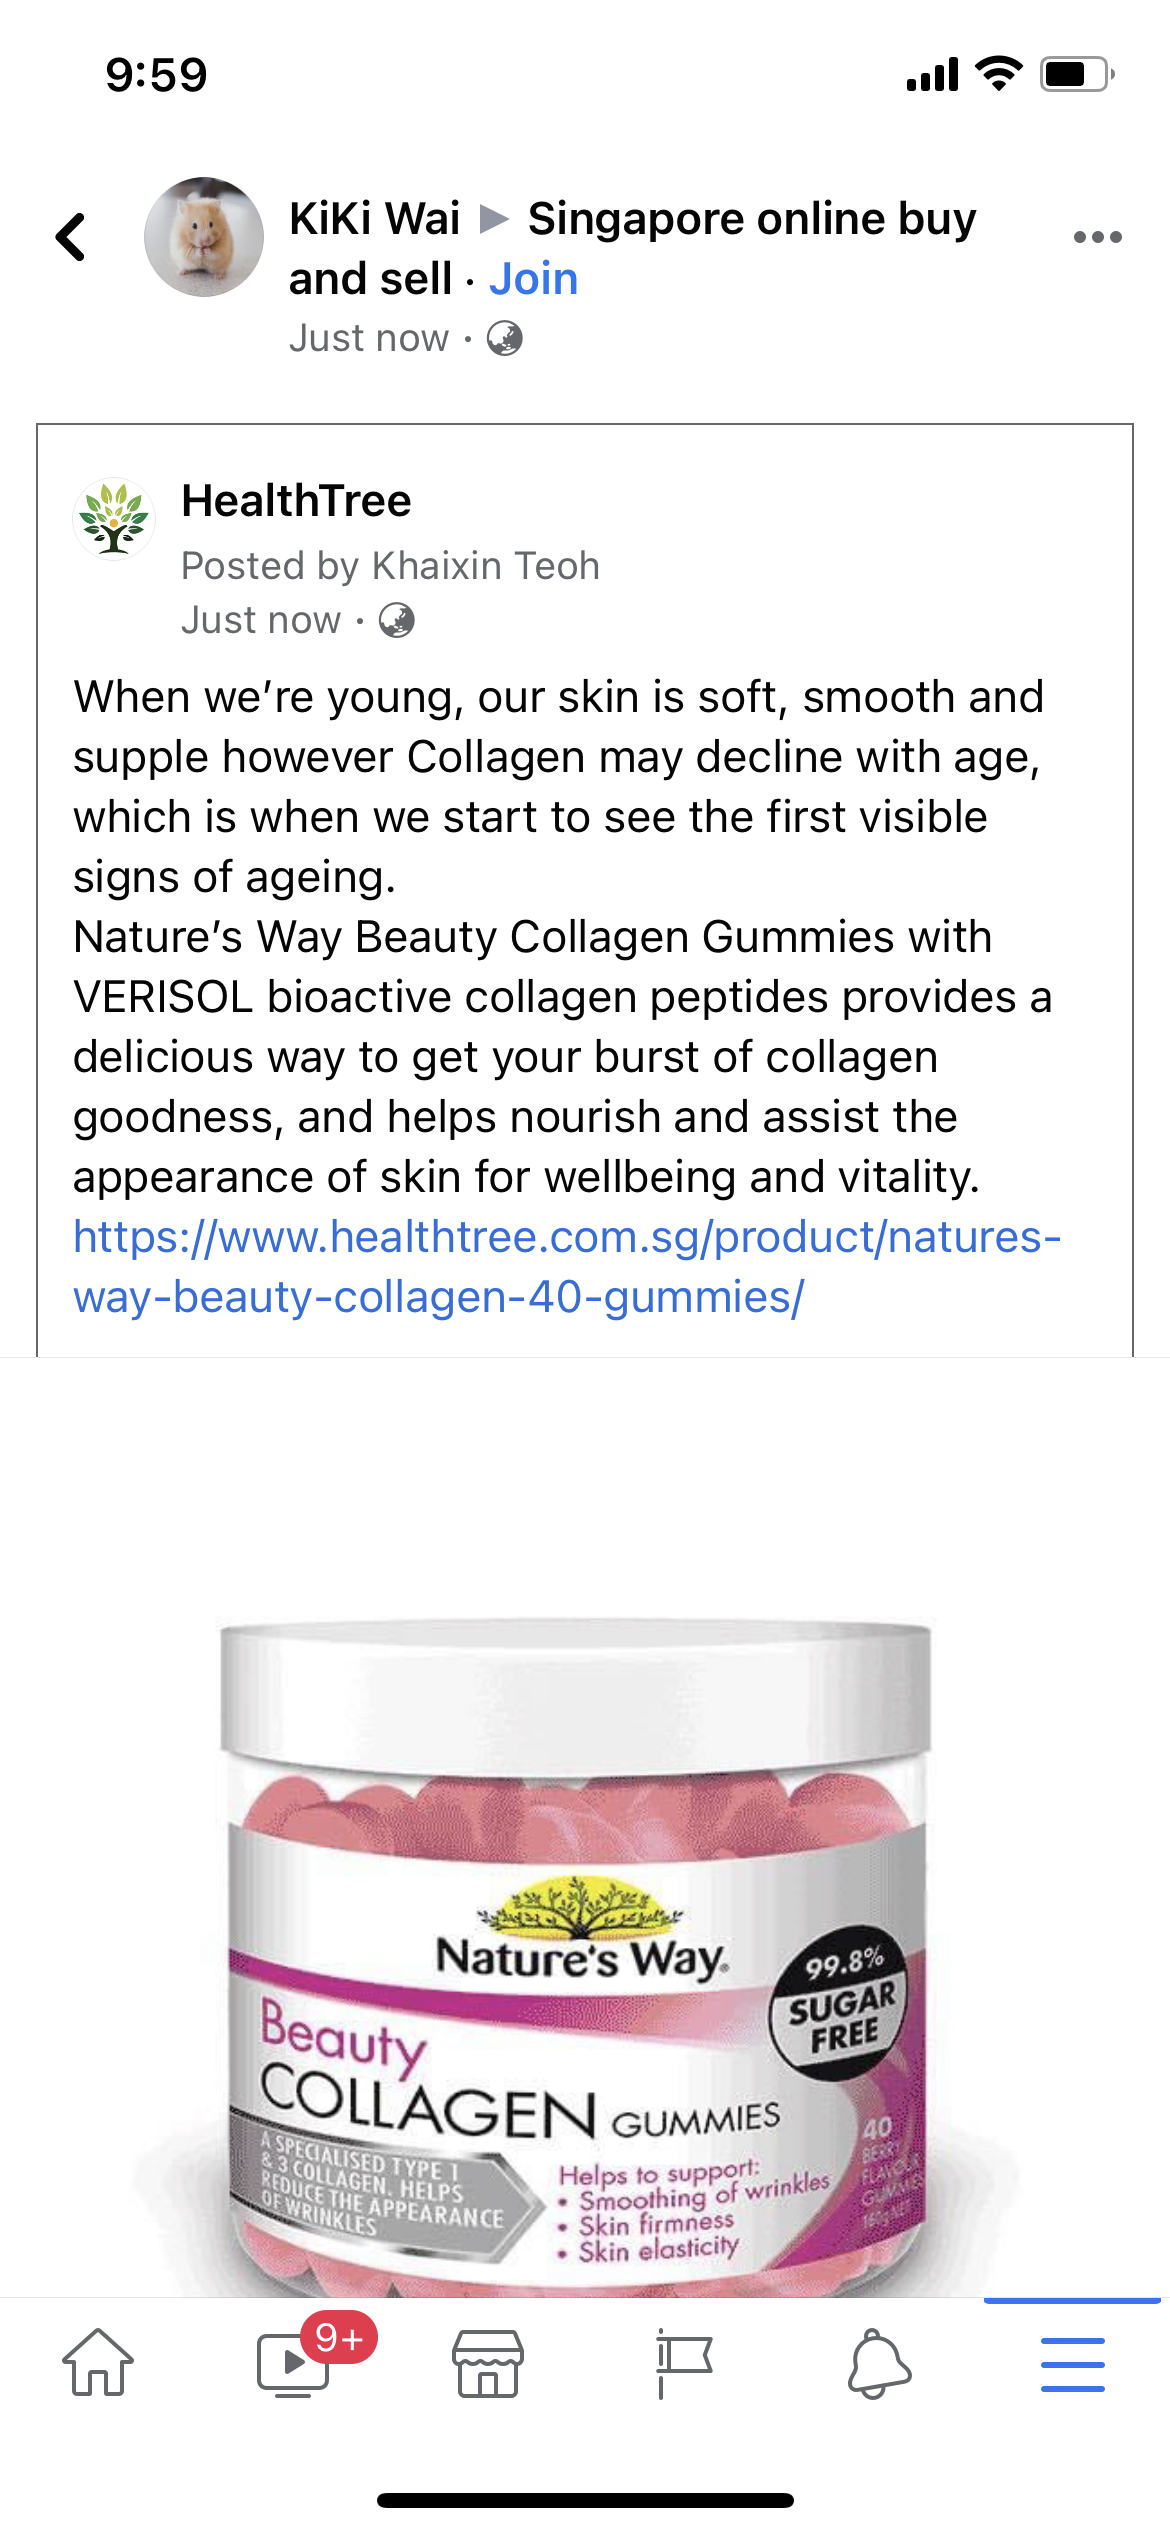 9:59
KiKi Wai ▶ Singapore online buy
and sell · Join
Just now ·
HealthTree
Posted by Khaixin Teoh
Just now ·
When we’re young, our skin is soft, smooth and
supple however Collagen may decline with age,
which is when we start to see the first visible
signs of ageing.
Nature’s Way Beauty Collagen Gummies with
VERISOL bioactive collagen peptides provides a
delicious way to get your burst of collagen
goodness, and helps nourish and assist the
appearance of skin for wellbeing and vitality.
https://www.healthtree.com.sg/product/natures-
way-beauty-collagen-40-gummies/
Nature's Way
99.8%
SUGAR
FREE
Beauty
COLLAGEN GUMMIES
A SPECIALISED TYPE 1
& 3 COLLAGEN. HELPS
REDUCE THE APPEARANCE
OF WRINKLES
Helps to support:
• Smoothing of wrinkles
• Skin firmness
• Skin elasticity
40
BERRY
9+